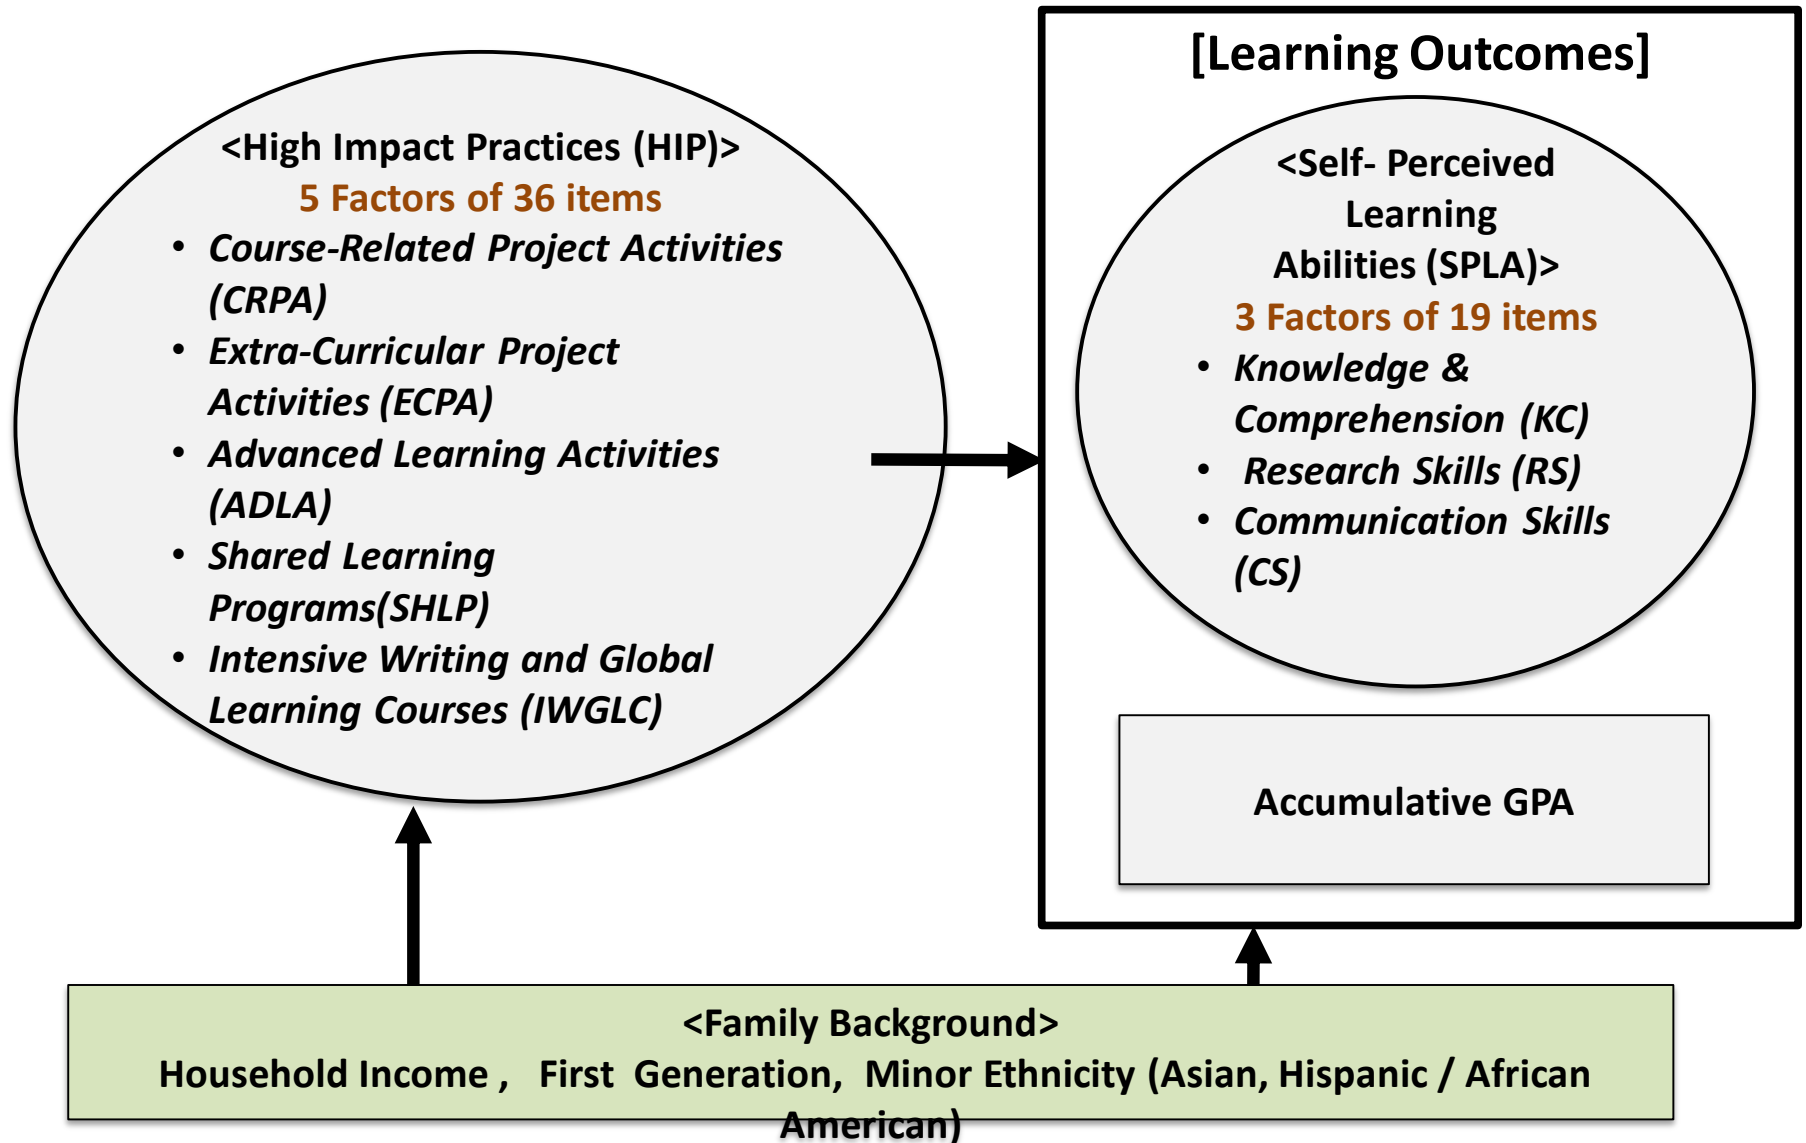 <High Impact Practices (HIP)>
5 Factors of 36 items
• Course-Related Project Activities
(CRPA)
• Extra-Curricular Project
Activities (ECPA)
• Advanced Learning Activities
(ADLA)
• Shared Learning
Programs(SHLP)
• Intensive Writing and Global
Learning Courses (IWGLC)
[Learning Outcomes]
<Self- Perceived
Learning
Abilities (SPLA)>
3 Factors of 19 items
• Knowledge &
Comprehension (KC)
• Research Skills (RS)
• Communication Skills
(CS)
Accumulative GPA
<Family Background>
Household Income , First Generation, Minor Ethnicity (Asian, Hispanic / African
American)